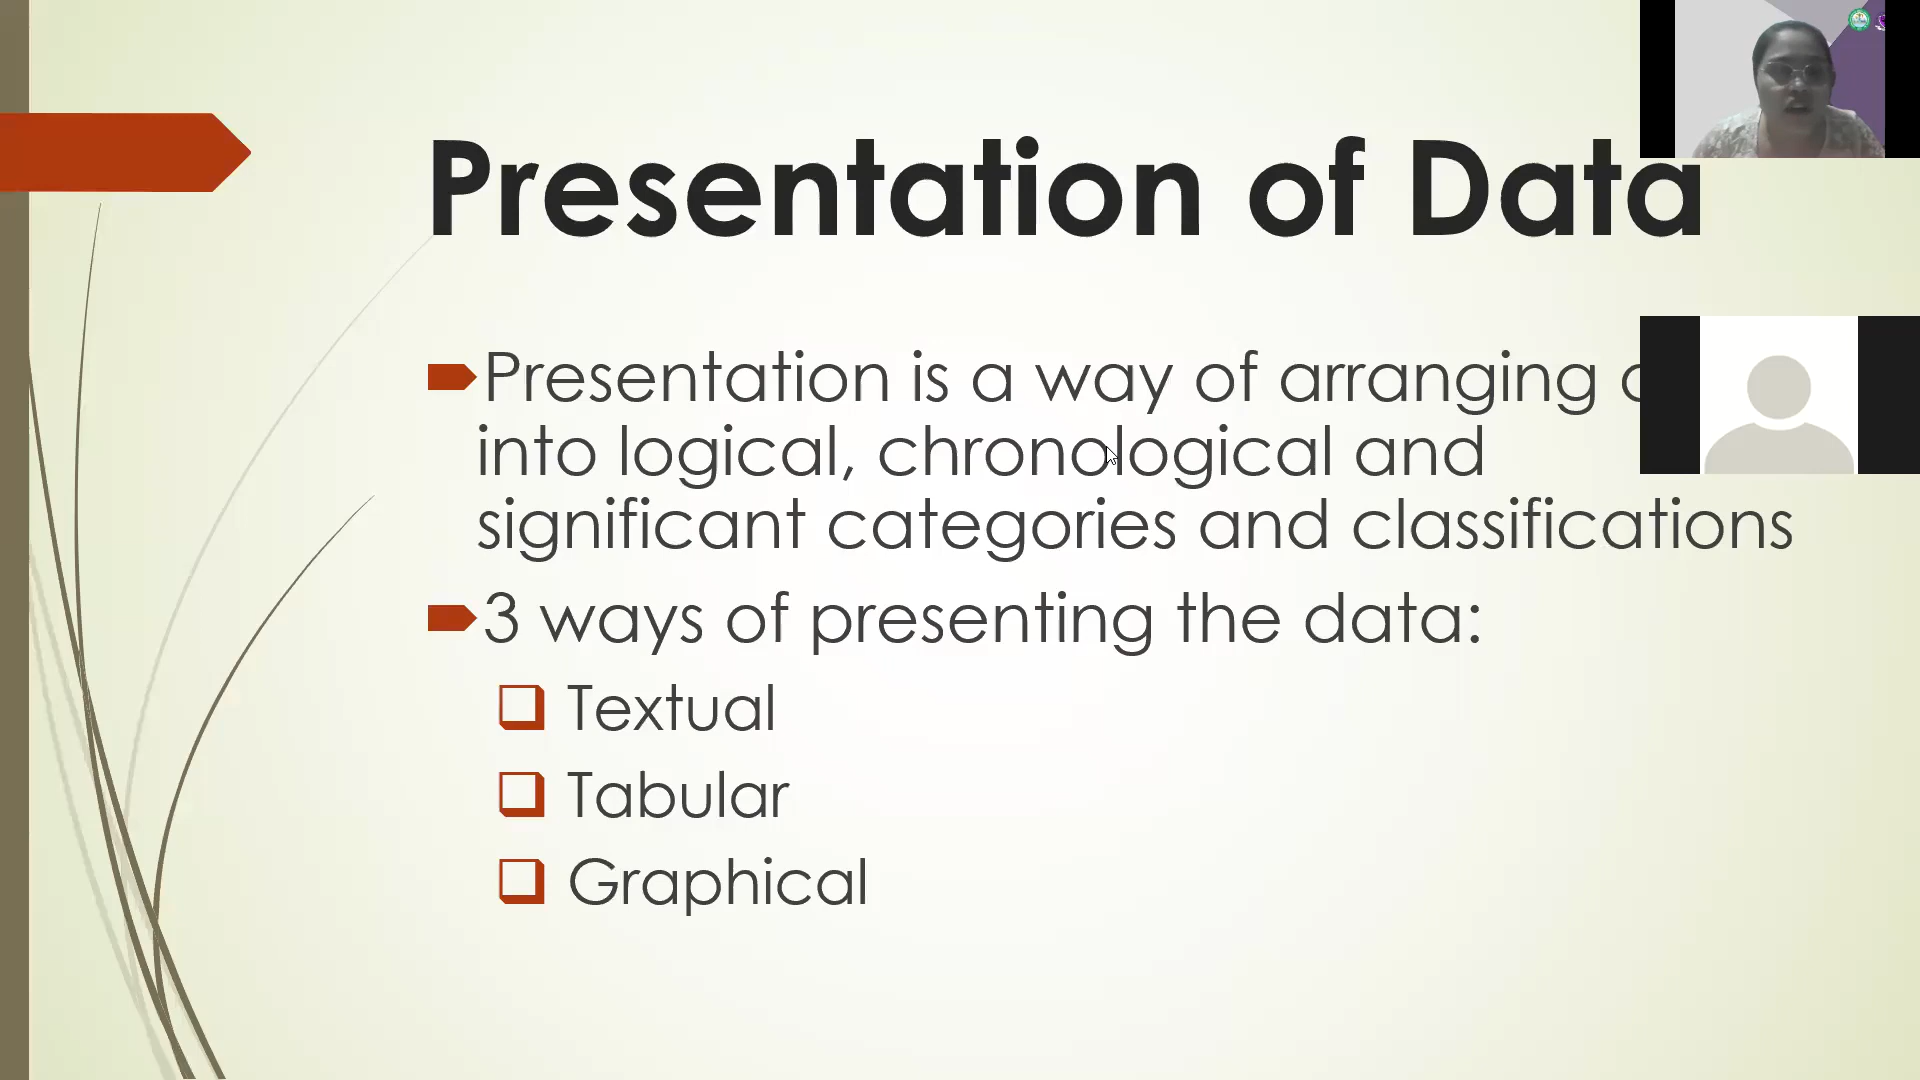 Presentation of Data
Presentation is a way of arranging
into logical, chronological and
significant categories and classifications
3 ways of presenting the data:
Textual
Tabular
Graphical